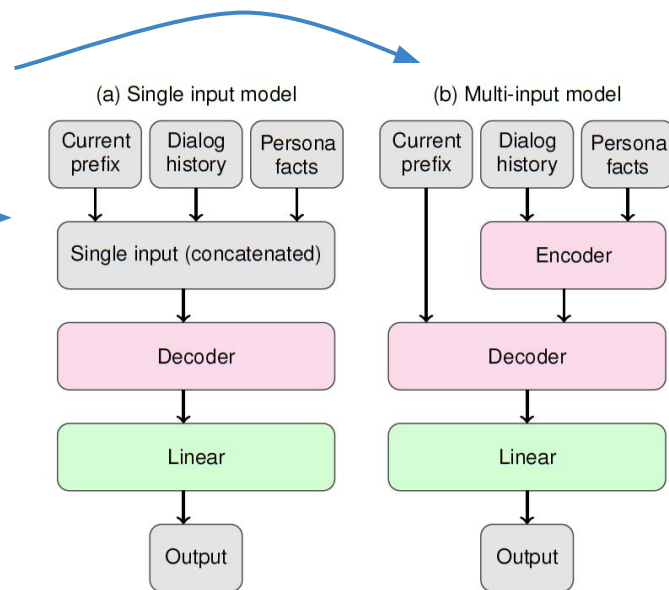 (a) Single input model
Current
prefix
Dialog
history
Persona
facts
Single input (concatenated)
Decoder
Linear
Output
(b) Multi-input model
Current
prefix
Dialog
history
Persona
facts
Encoder
Decoder
Linear
Output